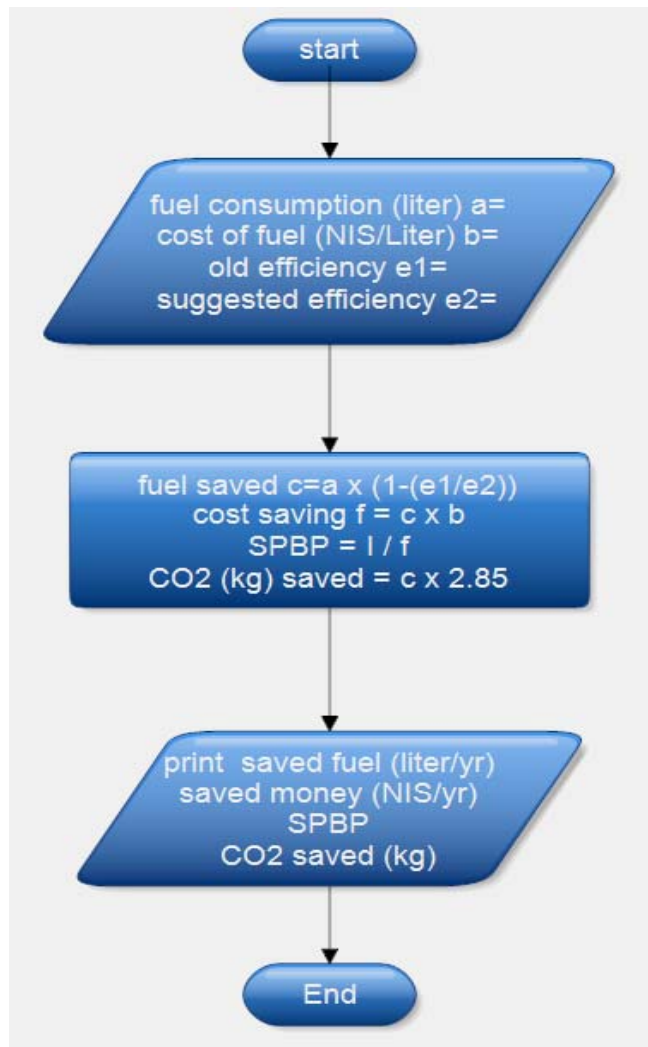 start
fuel consumption (liter) a=
cost of fuel (NIS/Liter) b=
old efficiency e1=
suggested efficiency e2=
fuel saved c=a x (1-(e1/e2))
cost saving f = c x b
SPBP = I / f
CO2 (kg) saved = c x 2.85
print saved fuel (liter/yr)
saved money (NIS/yr)
SPBP
CO2 saved (kg)
End